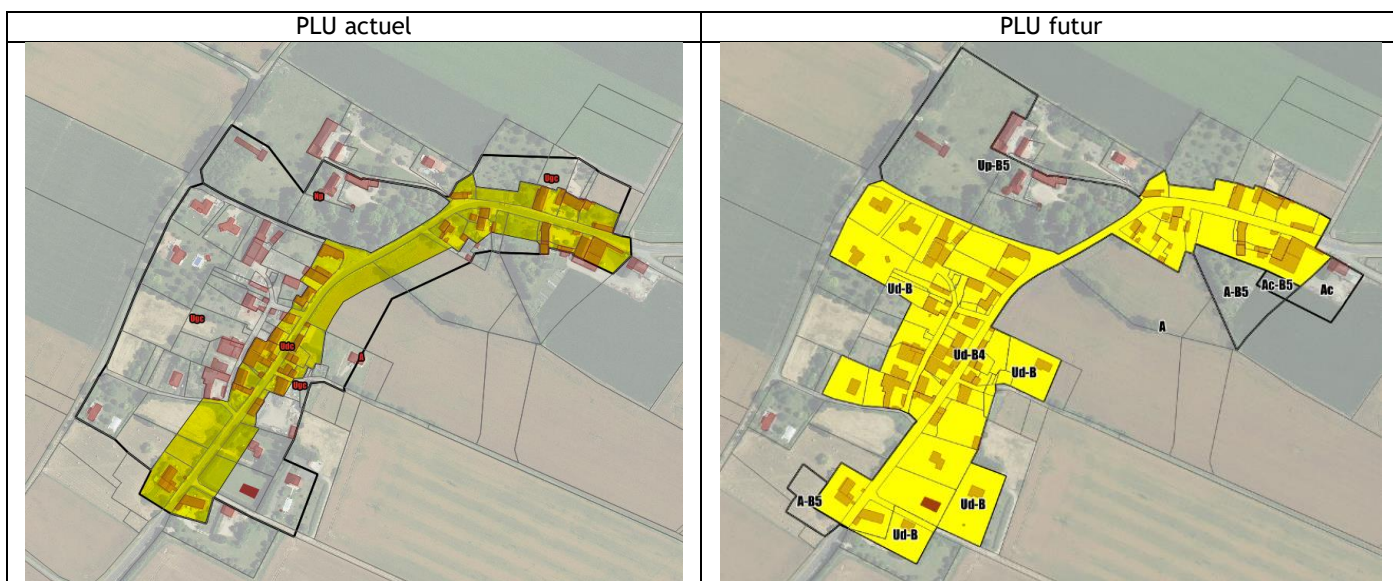 PLU actuel
PLU futur
Ugc
Np
Ugc
Udc
A
Ugc
Up-B5
Ud-B
A-B5
Ac-B5
Ac
A
Ud-B4
Ud-B
A-B5
Ud-B
Ud-B